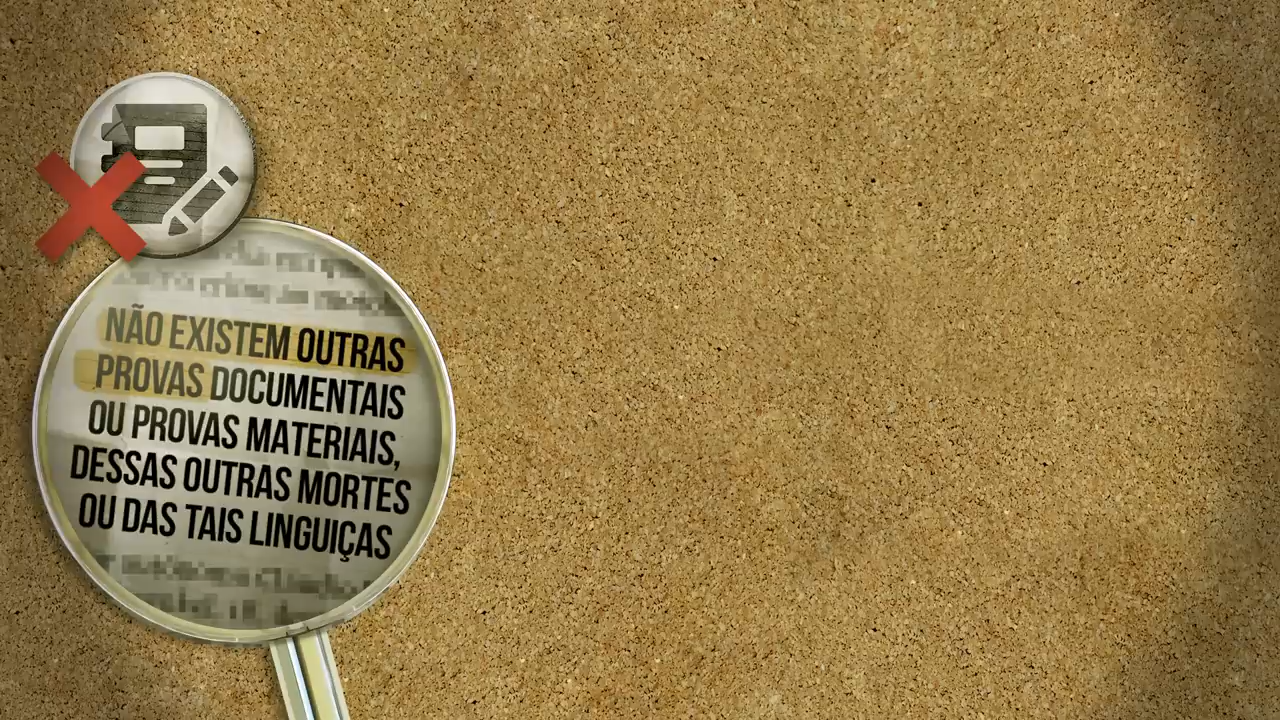 NÃO EXISTEM OUTRAS
PROVAS DOCUMENTAIS
OU PROVAS MATERIAIS,
DESSAS OUTRAS MORTES
OU DAS TAIS LINGUIÇAS